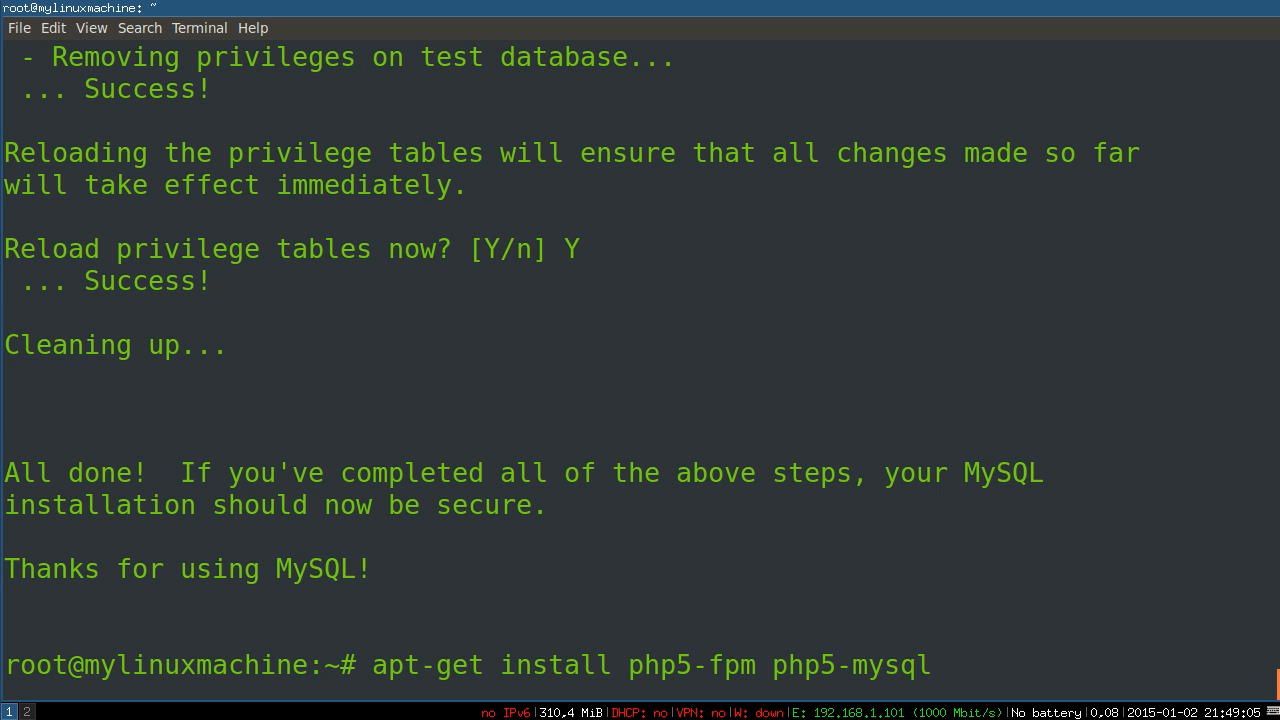 root@mylinuxmachine: ~
File Edit View Search Terminal Help
 - Removing privileges on test database...
 ... Success!
Reloading the privilege tables will ensure that all changes made so far
will take effect immediately.
Reload privilege tables now? [Y/n] Y
 ... Success!
Cleaning up...
All done!  If you've completed all of the above steps, your MySQL
installation should now be secure.
Thanks for using MySQL!
root@mylinuxmachine:~# apt-get install php5-fpm php5-mysql
1 2 no IPv6|310,4 MiB|DHCP: no|VPN: no|W: down|E: 192.168.1.101 (1000 Mbit/s)|No battery|0,08|2015-01-02 21:49:05